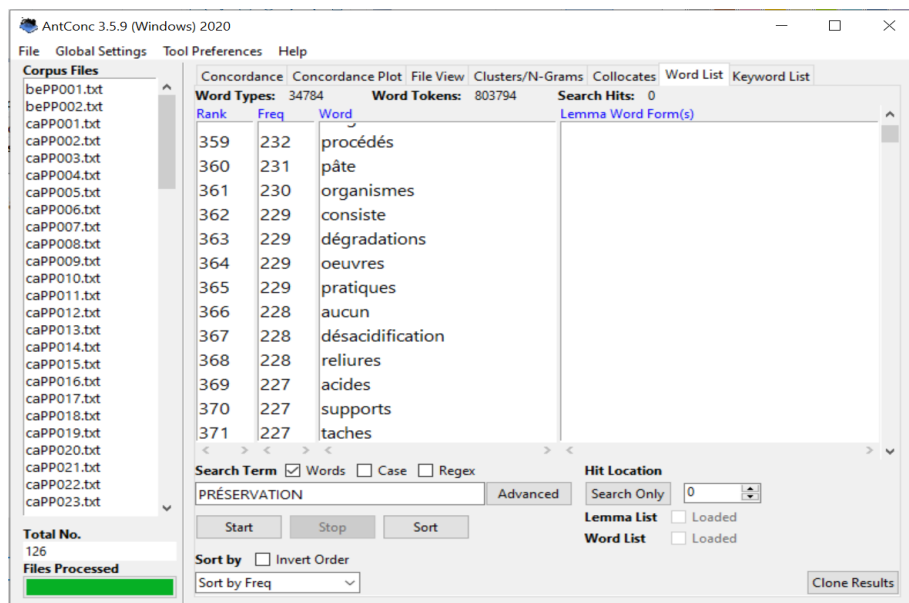 AntConc 3.5.9 (Windows) 2020
File Global Settings Tool Preferences Help
Corpus Files
bePP001.txt
bePP002.txt
caPP001.txt
caPP002.txt
caPP003.txt
caPP004.txt
caPP005.txt
caPP006.txt
caPP007.txt
caPP008.txt
caPP009.txt
caPP010.txt
caPP011.txt
caPP012.txt
caPP013.txt
caPP014.txt
caPP015.txt
caPP016.txt
caPP017.txt
caPP018.txt
caPP019.txt
caPP020.txt
caPP021.txt
caPP022.txt
caPP023.txt
Total No.
126
Files Processed
Concordance Concordance Plot File View Clusters/N-Grams Collocates Word List Keyword List
Word Types: 34784 Word Tokens: 803794 Search Hits: 0
Rank Freq Word Lemma Word Form(s)
359 232 procédés
360 231 pâte
361 230 organismes
362 229 consiste
363 229 dégradations
364 229 oeuvres
365 229 pratiques
366 228 aucun
367 228 désacidification
368 228 reliures
369 227 acides
370 227 supports
371 227 taches
Search Term Words Case Regex Hit Location
PRÉSERVATION Advanced Search Only 0
Start Stop Sort Lemma List Loaded
Word List Loaded
Sort by Invert Order
Sort by Freq Clone Results